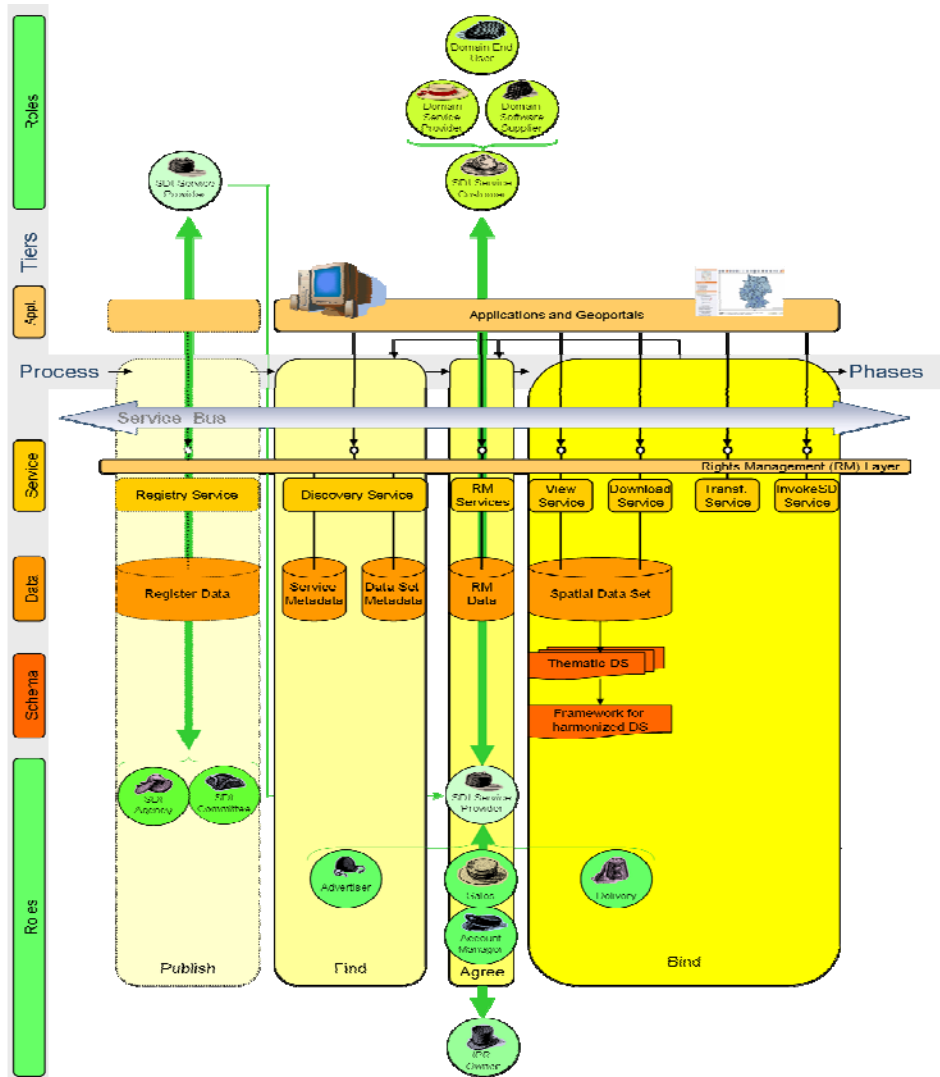 Roles
Domain End
User
Domain
Service
Provider
Domain
Software
Supplier
SDI Service
Provider
SDI Service
Customer
Tiers
Appl.
Applications and Geoportals
Process
Phases
Service Bus
Service
Rights Management (RM) Layer
Registry Service
Discovery Service
RM
Services
View
Service
Download
Service
Transf.
Service
InvokeSD
Service
Data
Register Data
Service
Metadata
Data Set
Metadata
RM
Data
Spatial Data Set
Schema
Thematic DS
Framework for
harmonized DS
Roles
SDI
Agency
SDI
Committee
SDI Service
Provider
Advertiser
Sales
Delivery
Account
Manager
Publish
Find
Agree
Bind
IPR
Owner